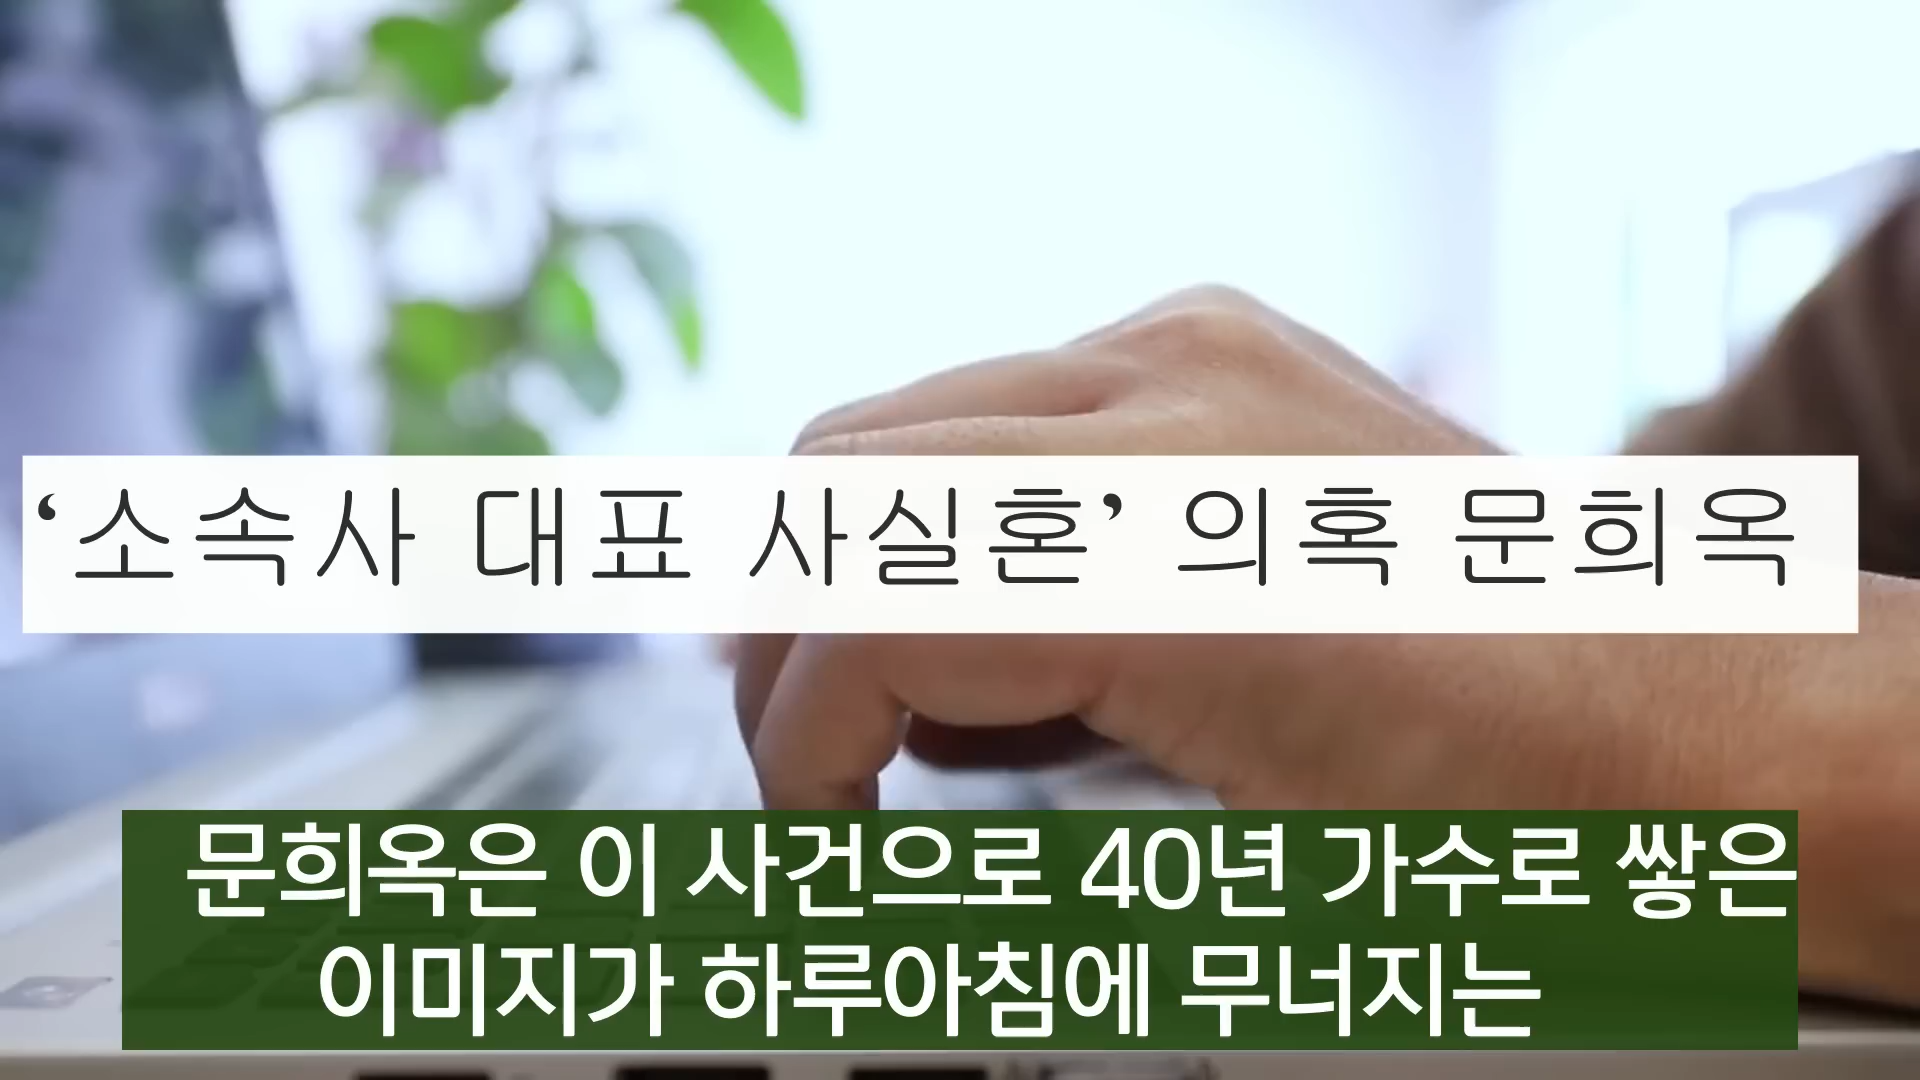 ‘소속사 대표 사실혼’ 의혹 문희옥
문희옥은 이 사건으로 40년 가수로 쌓은
이미지가 하루아침에 무너지는